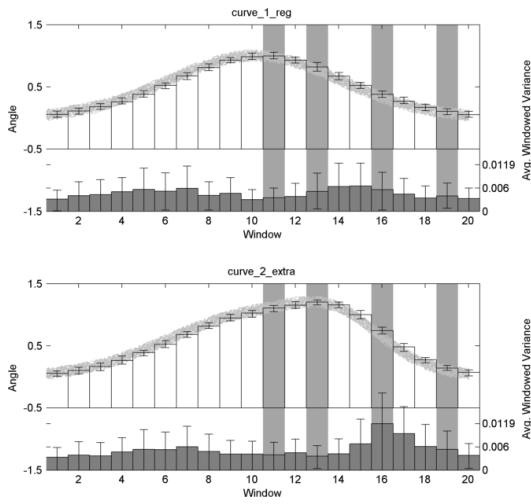 curve_1_reg
1.5
0.5
-0.5
-1.5
Angle
0.0119
0.006
0
Avg. Windowed Variance
2 4 6 8 10 12 14 16 18 20
Window
curve_2_extra
1.5
0.5
-0.5
-1.5
Angle
0.0119
0.006
0
Avg. Windowed Variance
2 4 6 8 10 12 14 16 18 20
Window